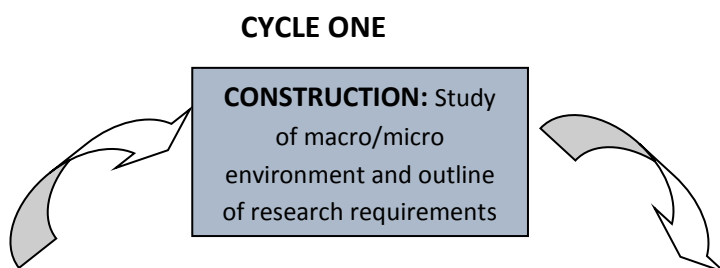 CYCLE ONE
CONSTRUCTION: Study
of macro/micro
environment and outline
of research requirements